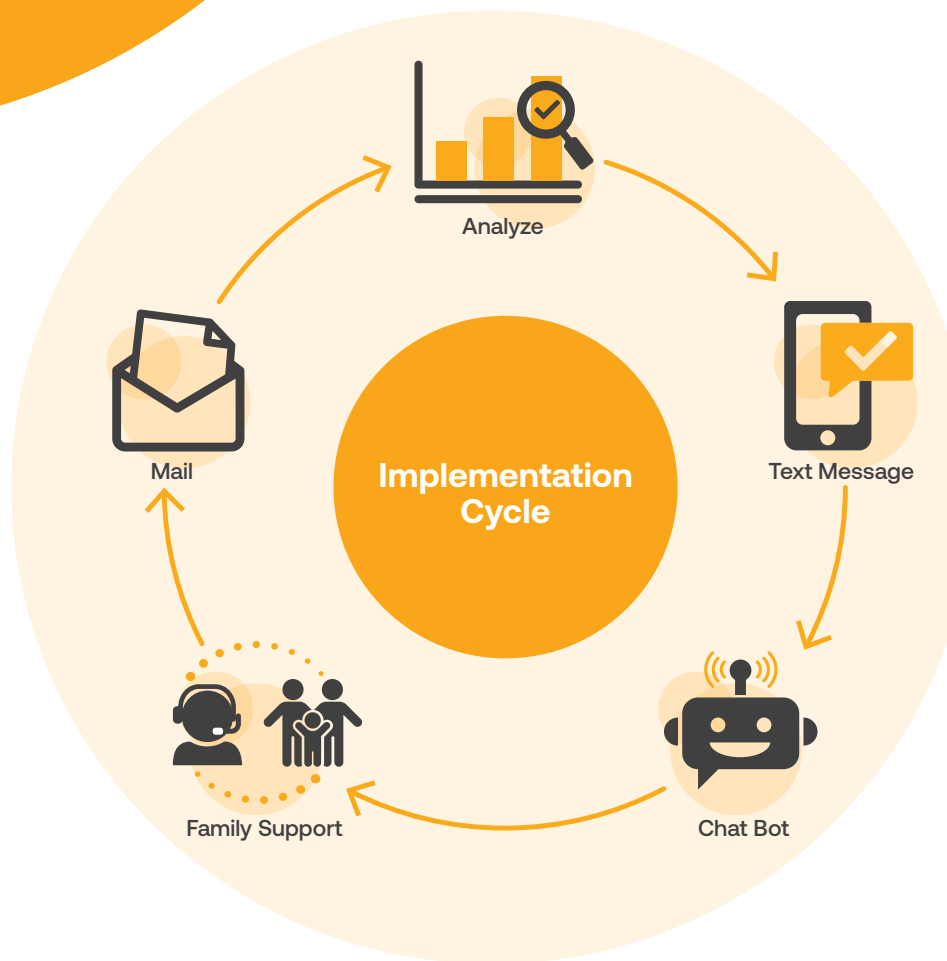 Analyze
Text Message
Chat Bot
Family Support
Mail
Implementation
Cycle